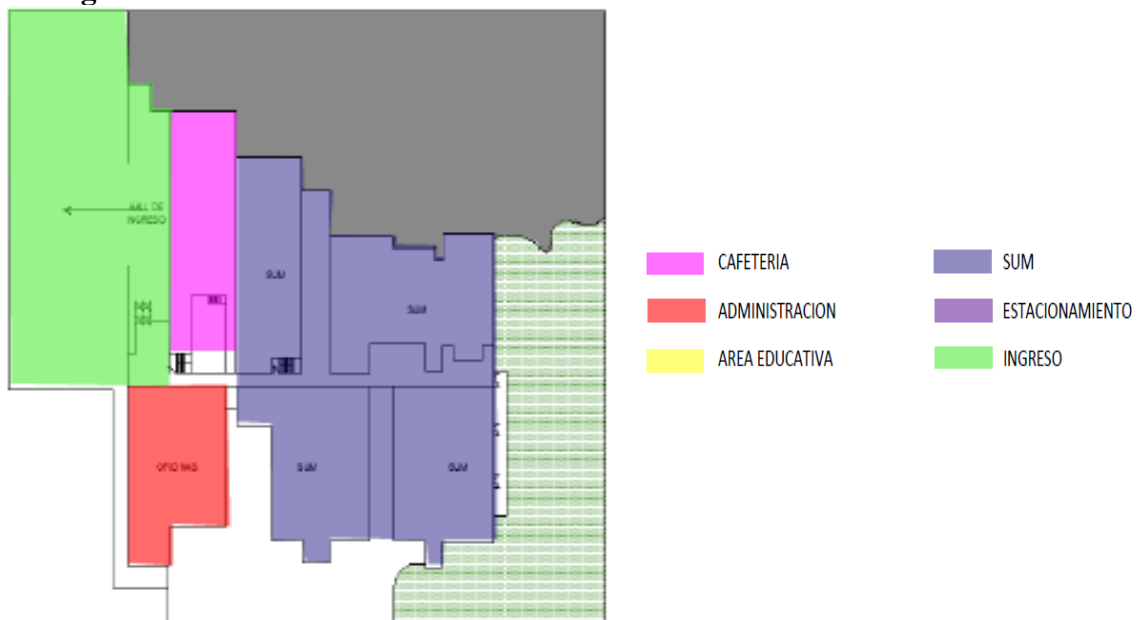 HALL DE
INGRESO
SUM
SUM
OFICINAS
SUM
SUM
CAFETERIA
SUM
ADMINISTRACION
ESTACIONAMIENTO
AREA EDUCATIVA
INGRESO